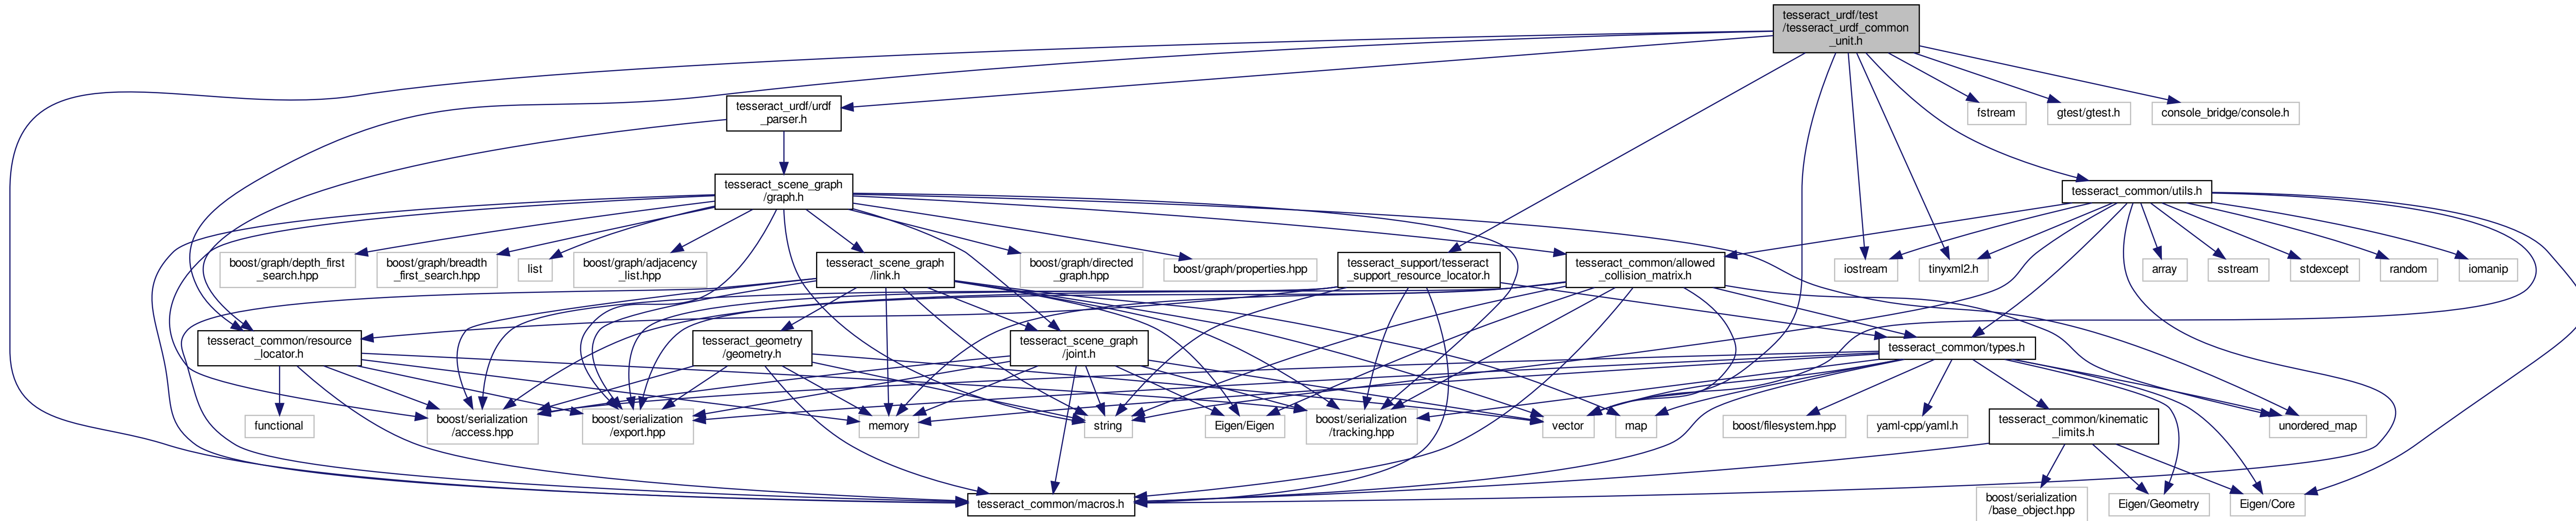 tesseract_urdf/test
/tesseract_urdf_common
_unit.h
tesseract_urdf/urdf
_parser.h
fstream
gtest/gtest.h
console_bridge/console.h
tesseract_scene_graph
/graph.h
tesseract_common/utils.h
boost/graph/depth_first
_search.hpp
boost/graph/breadth
_first_search.hpp
list
boost/graph/adjacency
_list.hpp
tesseract_scene_graph
/link.h
boost/graph/directed
_graph.hpp
boost/graph/properties.hpp
tesseract_support/tesseract
_support_resource_locator.h
tesseract_common/allowed
_collision_matrix.h
iostream
tinyxml2.h
array
sstream
stdexcept
random
iomanip
tesseract_common/resource
_locator.h
tesseract_geometry
/geometry.h
tesseract_scene_graph
/joint.h
tesseract_common/types.h
functional
boost/serialization
/access.hpp
boost/serialization
/export.hpp
memory
string
Eigen/Eigen
boost/serialization
/tracking.hpp
vector
map
boost/filesystem.hpp
yaml-cpp/yaml.h
tesseract_common/kinematic
_limits.h
unordered_map
tesseract_common/macros.h
boost/serialization
/base_object.hpp
Eigen/Geometry
Eigen/Core